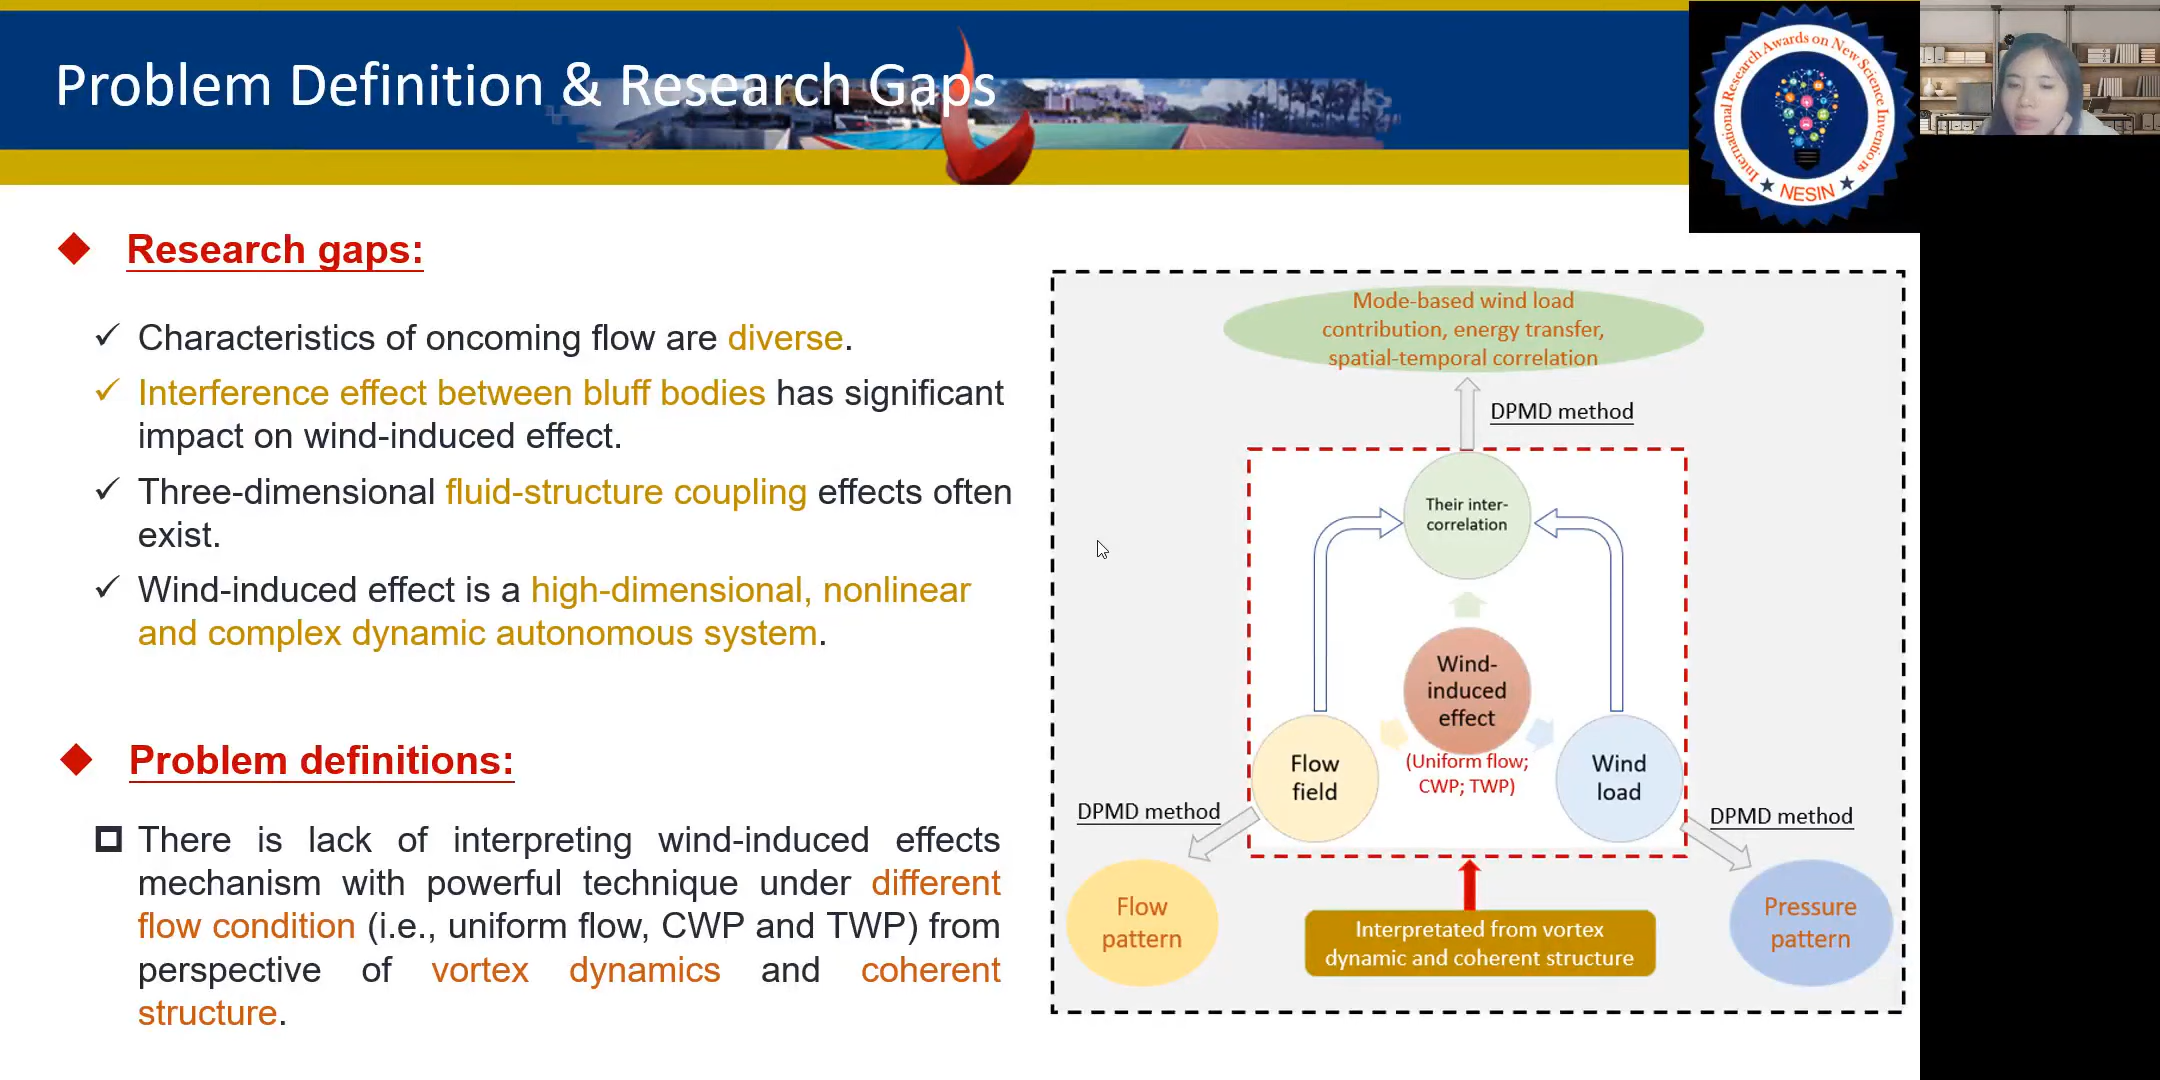 Problem Definition & Research Gaps
International Research Awards on New Science Inventions
NESIN
Research gaps:
Characteristics of oncoming flow are diverse.
Interference effect between bluff bodies has significant
impact on wind-induced effect.
Three-dimensional fluid-structure coupling effects often
exist.
Wind-induced effect is a high-dimensional, nonlinear
and complex dynamic autonomous system.
Problem definitions:
There is lack of interpreting wind-induced effects
mechanism with powerful technique under different
flow condition (i.e., uniform flow, CWP and TWP) from
perspective of vortex dynamics and coherent
structure.
Mode-based wind load
contribution, energy transfer,
spatial-temporal correlation
DPMD method
Their inter-
correlation
Wind-
induced
effect
(Uniform flow;
CWP; TWP)
Flow
field
Wind
load
DPMD method
DPMD method
Flow
pattern
Pressure
pattern
Interpretated from vortex
dynamic and coherent structure